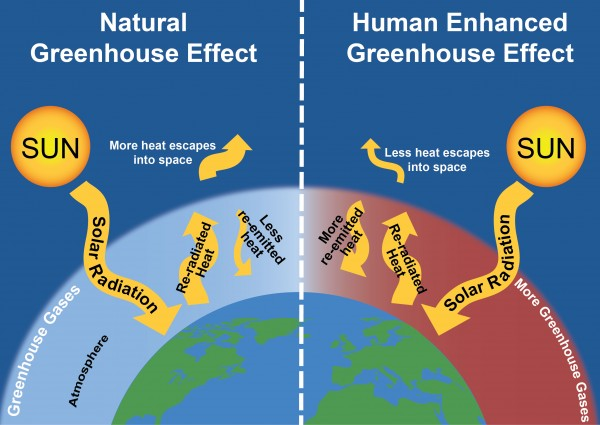 Natural
Greenhouse Effect
Human Enhanced
Greenhouse Effect
SUN
More heat escapes
into space
Solar Radiation
Re-radiated
Heat
Less
re-emitted
heat
Greenhouse Gases
Atmosphere
Less heat escapes
into space
SUN
More
re-emitted
heat
Re-radiated
Heat
Solar Radiation
More Greenhouse Gases